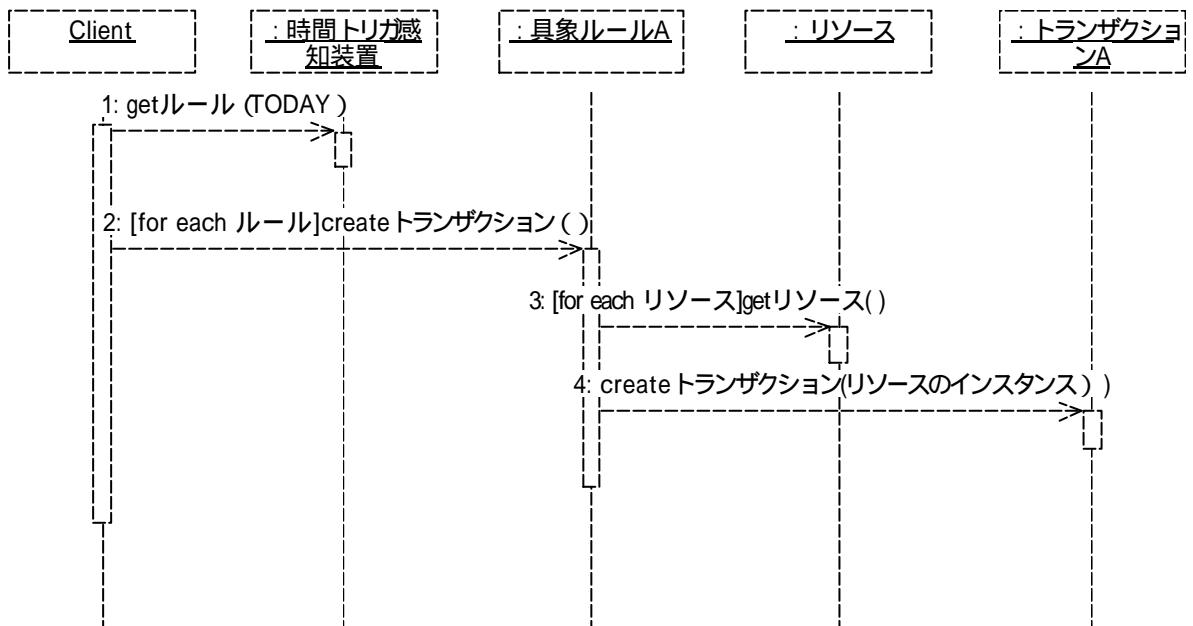 Client
: 時間トリガ感
知装置
: 具象ルールA
: リソース
: トランザクショ
ンA
1: getルール（TODAY）
2: [for each ルール]createトランザクション（）
3: [for each リソース]getリソース()
4: createトランザクション(リソースのインスタンス）)